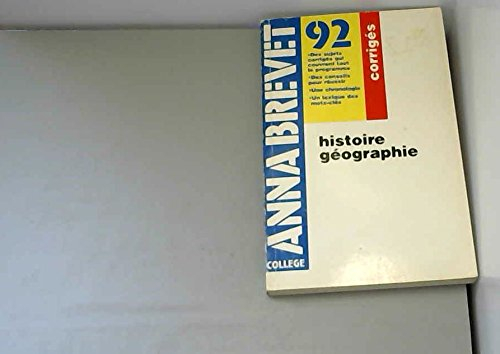 ANNABREVET
COLLEGE
92
•Des sujets
corrigés qui
couvrent tout
le programme
•Des conseils
pour réussir
•Une chronologie
•Un lexique des
mots-clés
corrigés
histoire
géographie